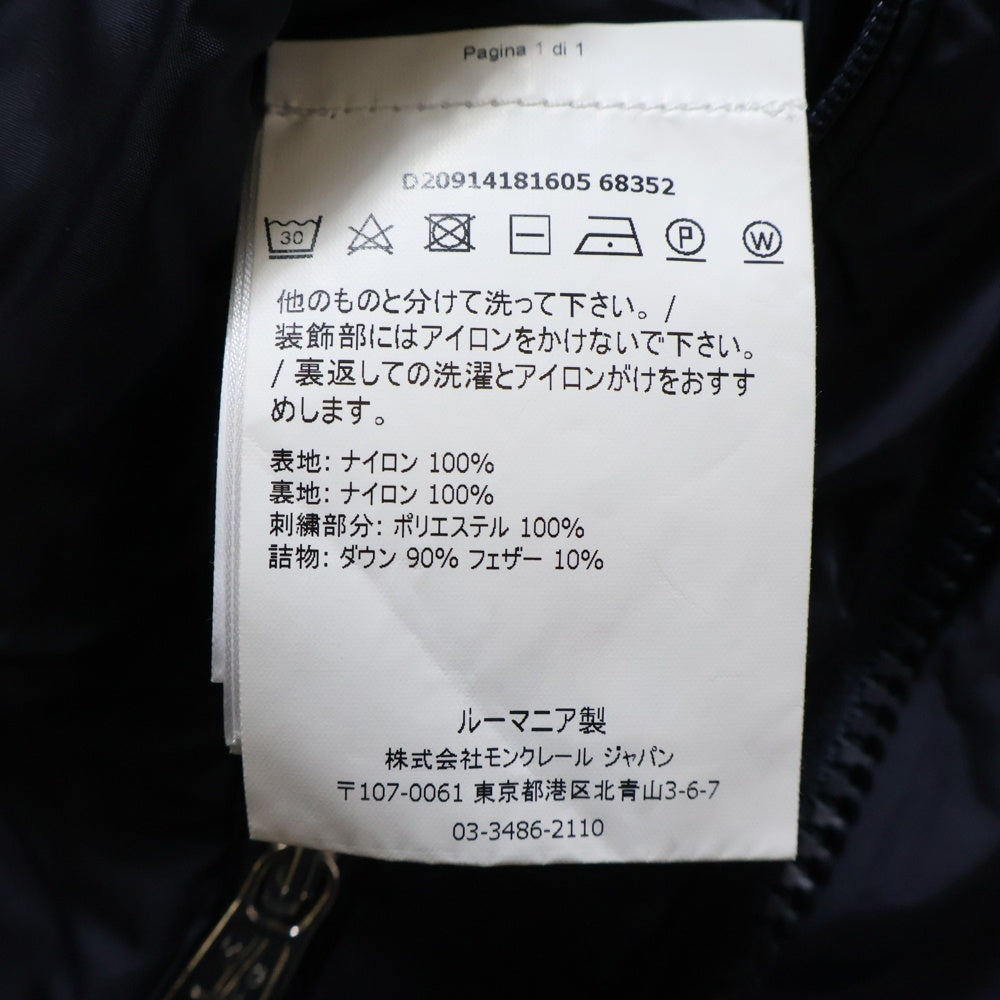 Pagina 1 di 1
D20914181605 68352
30 P W
他のものと分けて洗って下さい。/
装飾部にはアイロンをかけないで下さい。
/ 裏返しての洗濯とアイロンがけをおすす
めします。
表地: ナイロン 100%
裏地: ナイロン 100%
刺繍部分: ポリエステル 100%
詰物: ダウン 90% フェザー 10%
ルーマニア製
株式会社モンクレール ジャパン
〒107-0061 東京都港区北青山3-6-7
03-3486-2110